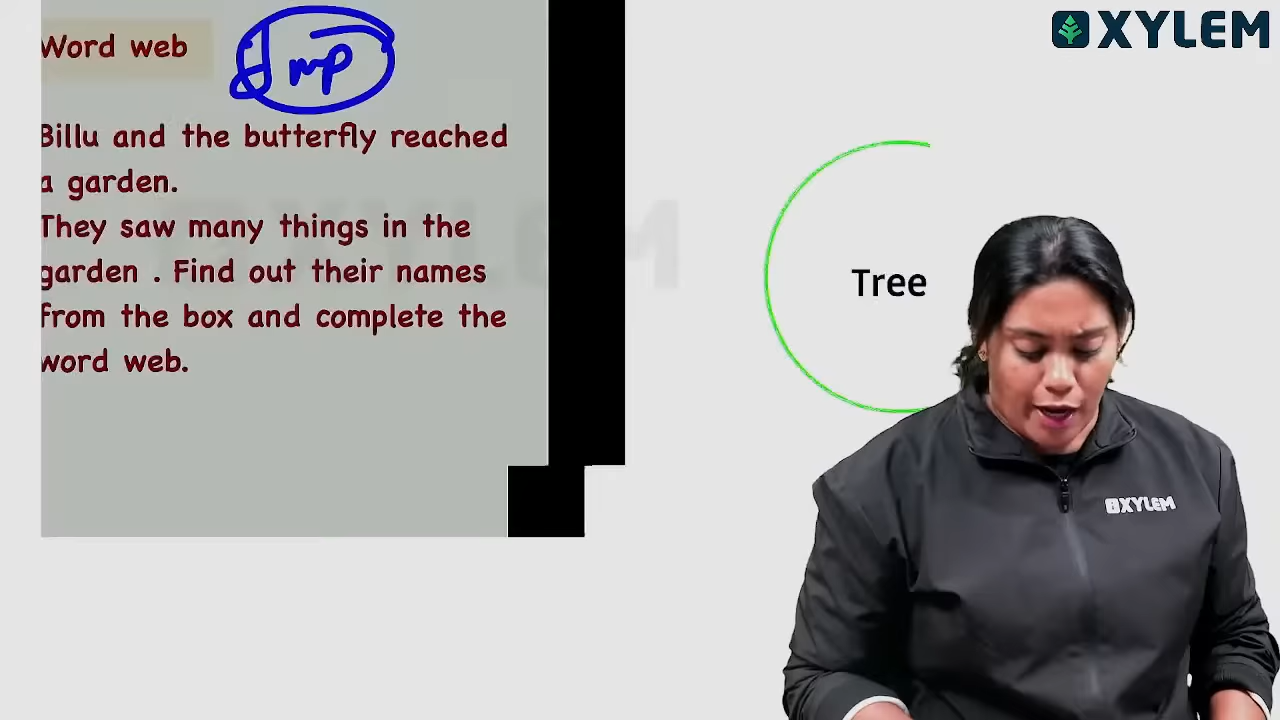 Word web
Imp
Billu and the butterfly reached
a garden.
They saw many things in the
garden . Find out their names
from the box and complete the
word web.
Tree
XYLEM
XYLEM